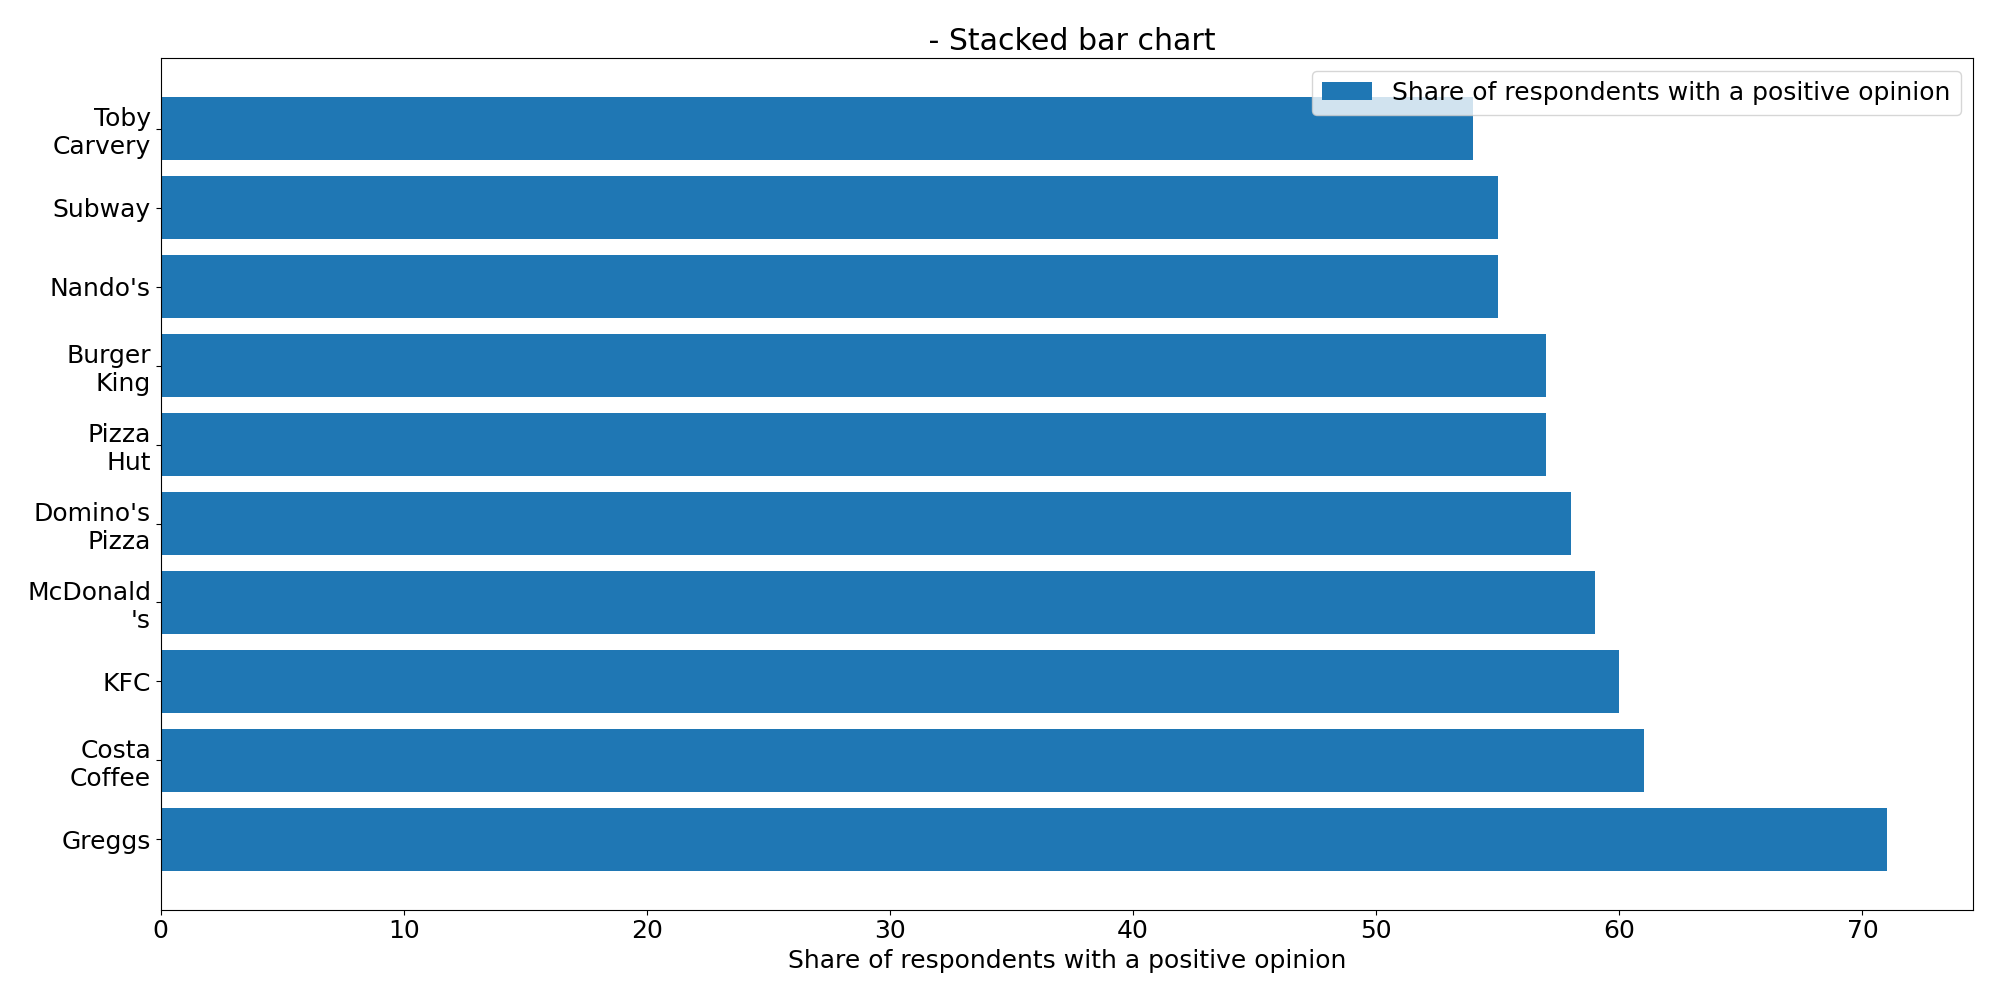 - Stacked bar chart
Share of respondents with a positive opinion
Toby
Carvery
Subway
Nando's
Burger
King
Pizza
Hut
Domino's
Pizza
McDonald
's
KFC
Costa
Coffee
Greggs
0 10 20 30 40 50 60 70
Share of respondents with a positive opinion